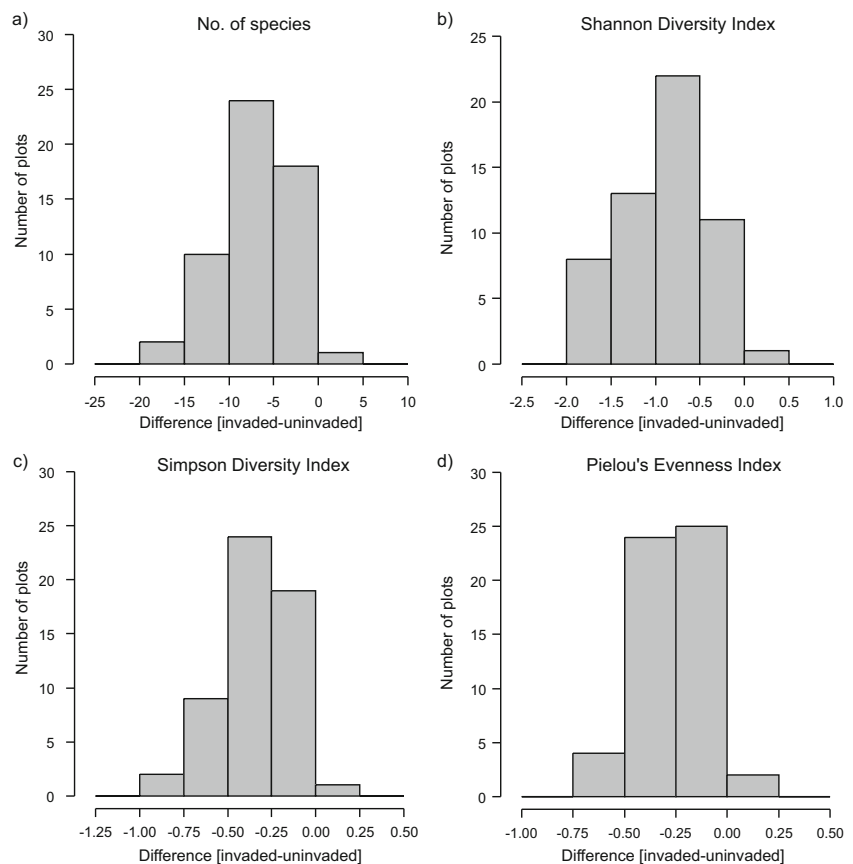 a)
No. of species
30
25
20
15
10
5
0
Number of plots
-25 -20 -15 -10 -5 0 5 10
Difference [invaded-uninvaded]
b)
Shannon Diversity Index
25
20
15
10
5
0
Number of plots
-2.5 -2.0 -1.5 -1.0 -0.5 0.0 0.5 1.0
Difference [invaded-uninvaded]
c)
Simpson Diversity Index
30
25
20
15
10
5
0
Number of plots
-1.25 -1.00 -0.75 -0.50 -0.25 0.00 0.25 0.50
Difference [invaded-uninvaded]
d)
Pielou's Evenness Index
30
25
20
15
10
5
0
Number of plots
-1.00 -0.75 -0.50 -0.25 0.00 0.25 0.50
Difference [invaded-uninvaded]